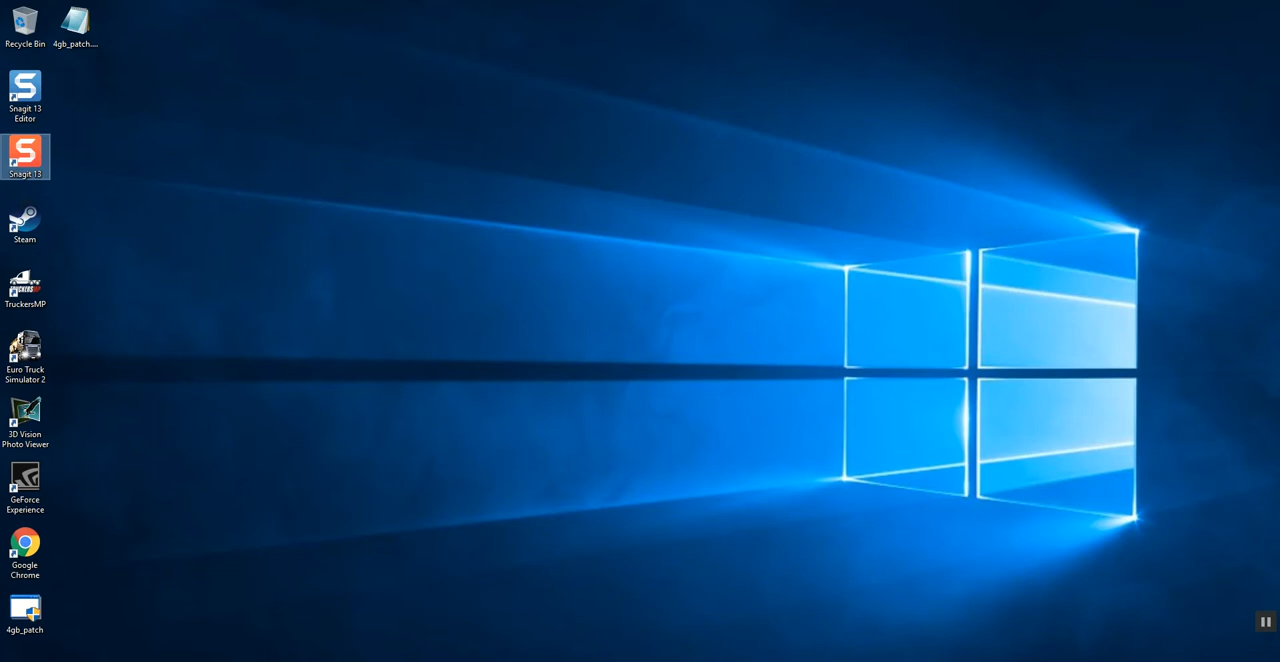 Recycle Bin
4gb_patch....
Snagit 13
Editor
Snagit 13
Steam
TruckersMP
Euro Truck
Simulator 2
3D Vision
Photo Viewer
GeForce
Experience
Google
Chrome
4gb_patch